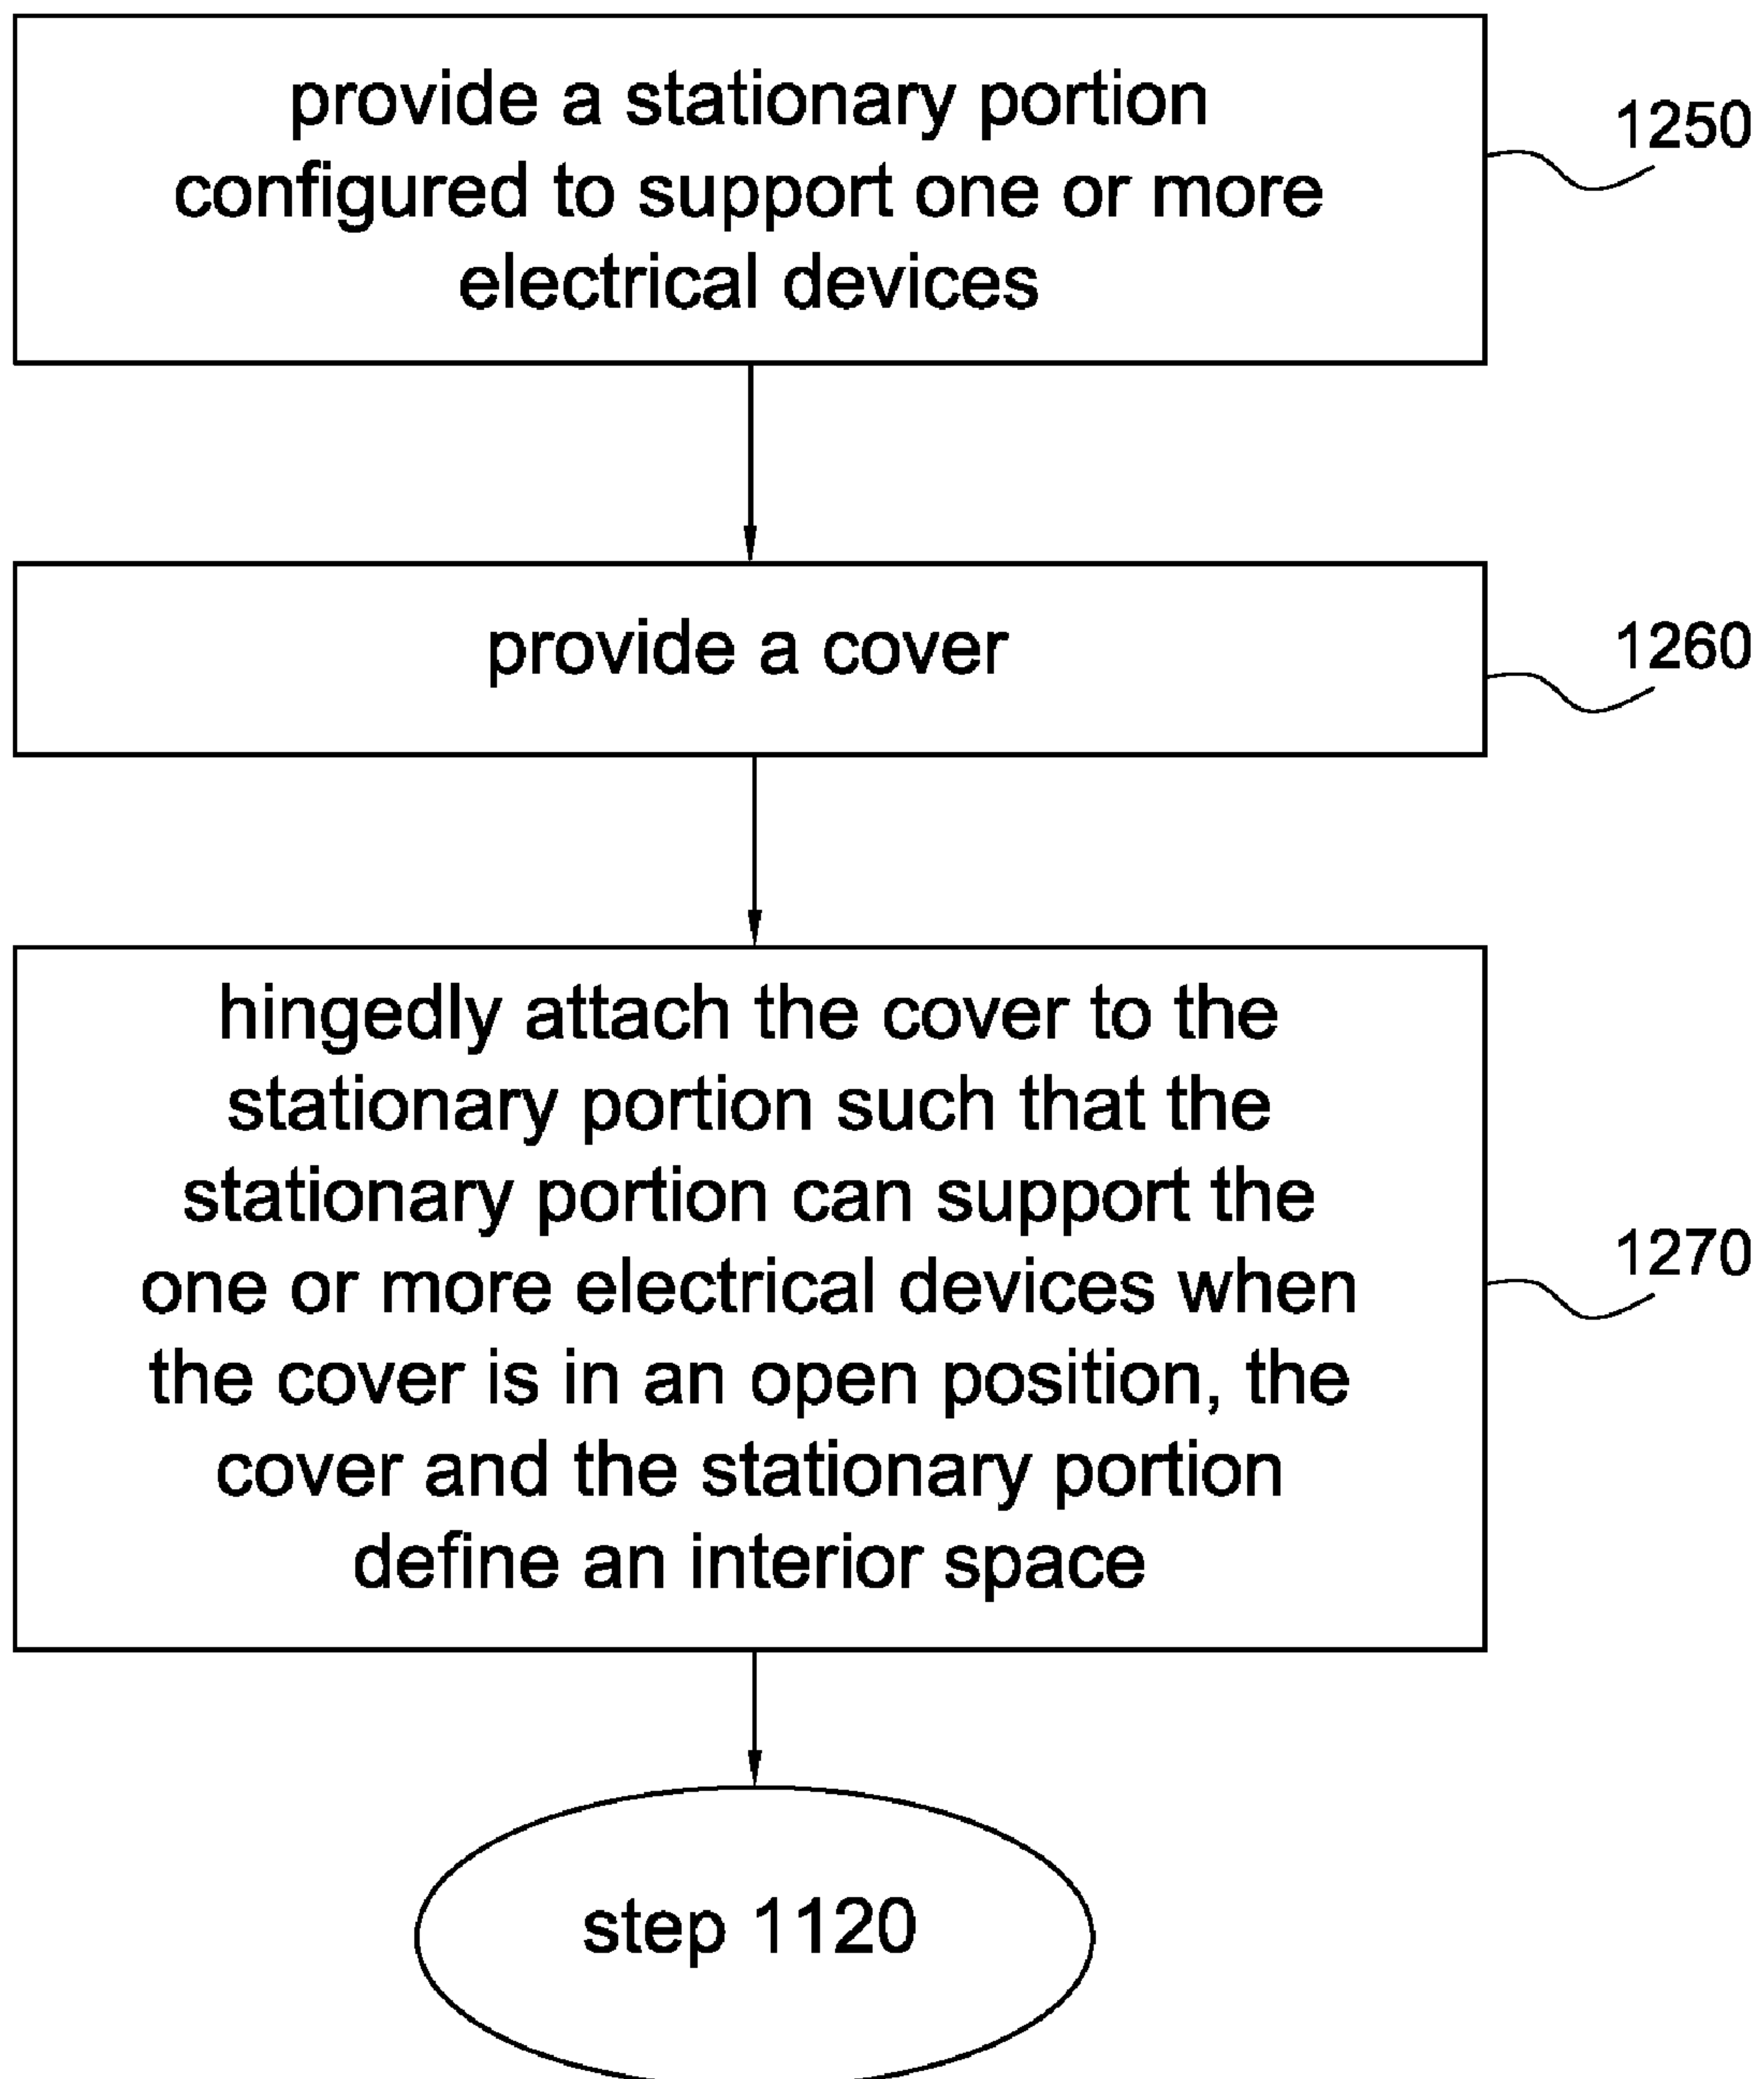 provide a stationary portion
configured to support one or more
electrical devices
1250
provide a cover
1260
hingedly attach the cover to the
stationary portion such that the
stationary portion can support the
one or more electrical devices when
the cover is in an open position, the
cover and the stationary portion
define an interior space
1270
step 1120